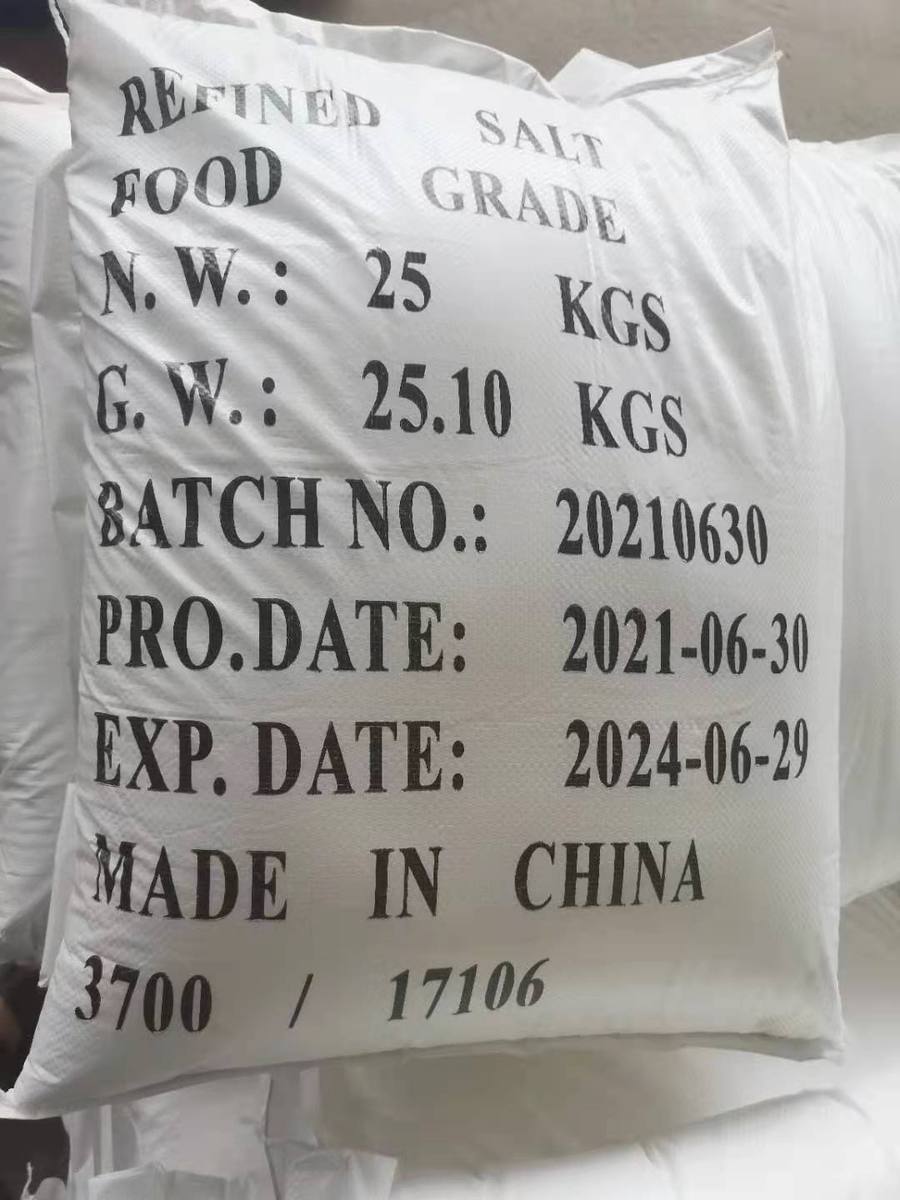 REFINED SALT
FOOD GRADE
N. W. : 25 KGS
G. W. : 25.10 KGS
BATCH NO.: 20210630
PRO.DATE: 2021-06-30
EXP. DATE: 2024-06-29
MADE IN CHINA
3700 / 17106